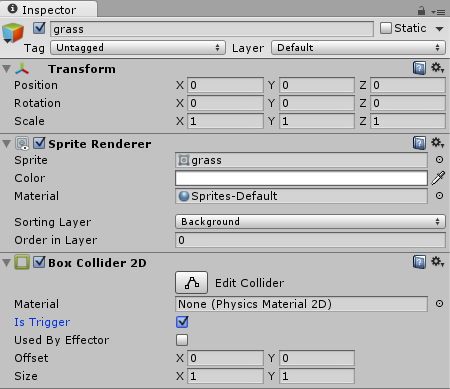 Inspector
grass Static
Tag Untagged Layer Default
Transform
Position X 0 Y 0 Z 0
Rotation X 0 Y 0 Z 0
Scale X 1 Y 1 Z 1
Sprite Renderer
Sprite grass
Color
Material Sprites-Default
Sorting Layer Background
Order in Layer 0
Box Collider 2D
Edit Collider
Material None (Physics Material 2D)
Is Trigger
Used By Effector
Offset X 0 Y 0
Size X 1 Y 1